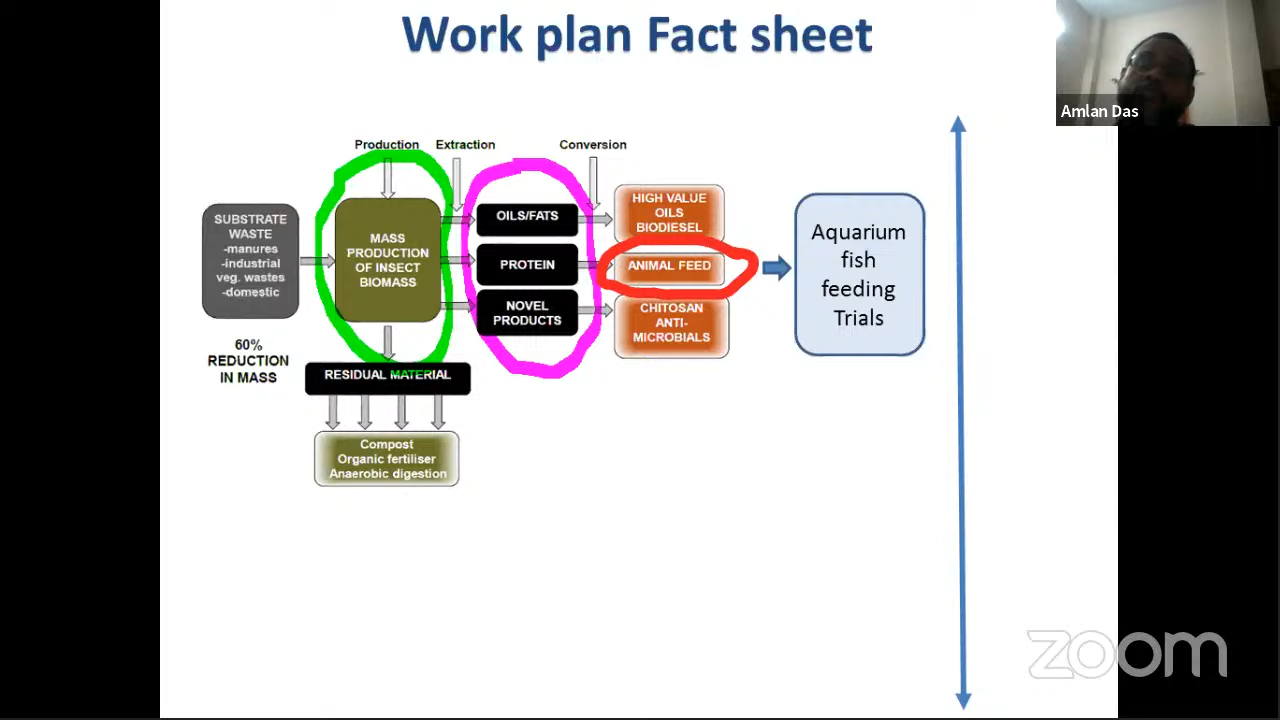 Work plan Fact sheet
Amlan Das
Production
Extraction
Conversion
SUBSTRATE
WASTE
-manures
-industrial
veg. wastes
-domestic
60%
REDUCTION
IN MASS
MASS
PRODUCTION
OF INSECT
BIOMASS
OILS/FATS
PROTEIN
NOVEL
PRODUCTS
HIGH VALUE
OILS
BIODIESEL
ANIMAL FEED
CHITOSAN
ANTI-
MICROBIALS
Aquarium
fish
feeding
Trials
RESIDUAL MATERIAL
Compost
Organic fertiliser
Anaerobic digestion
zoom